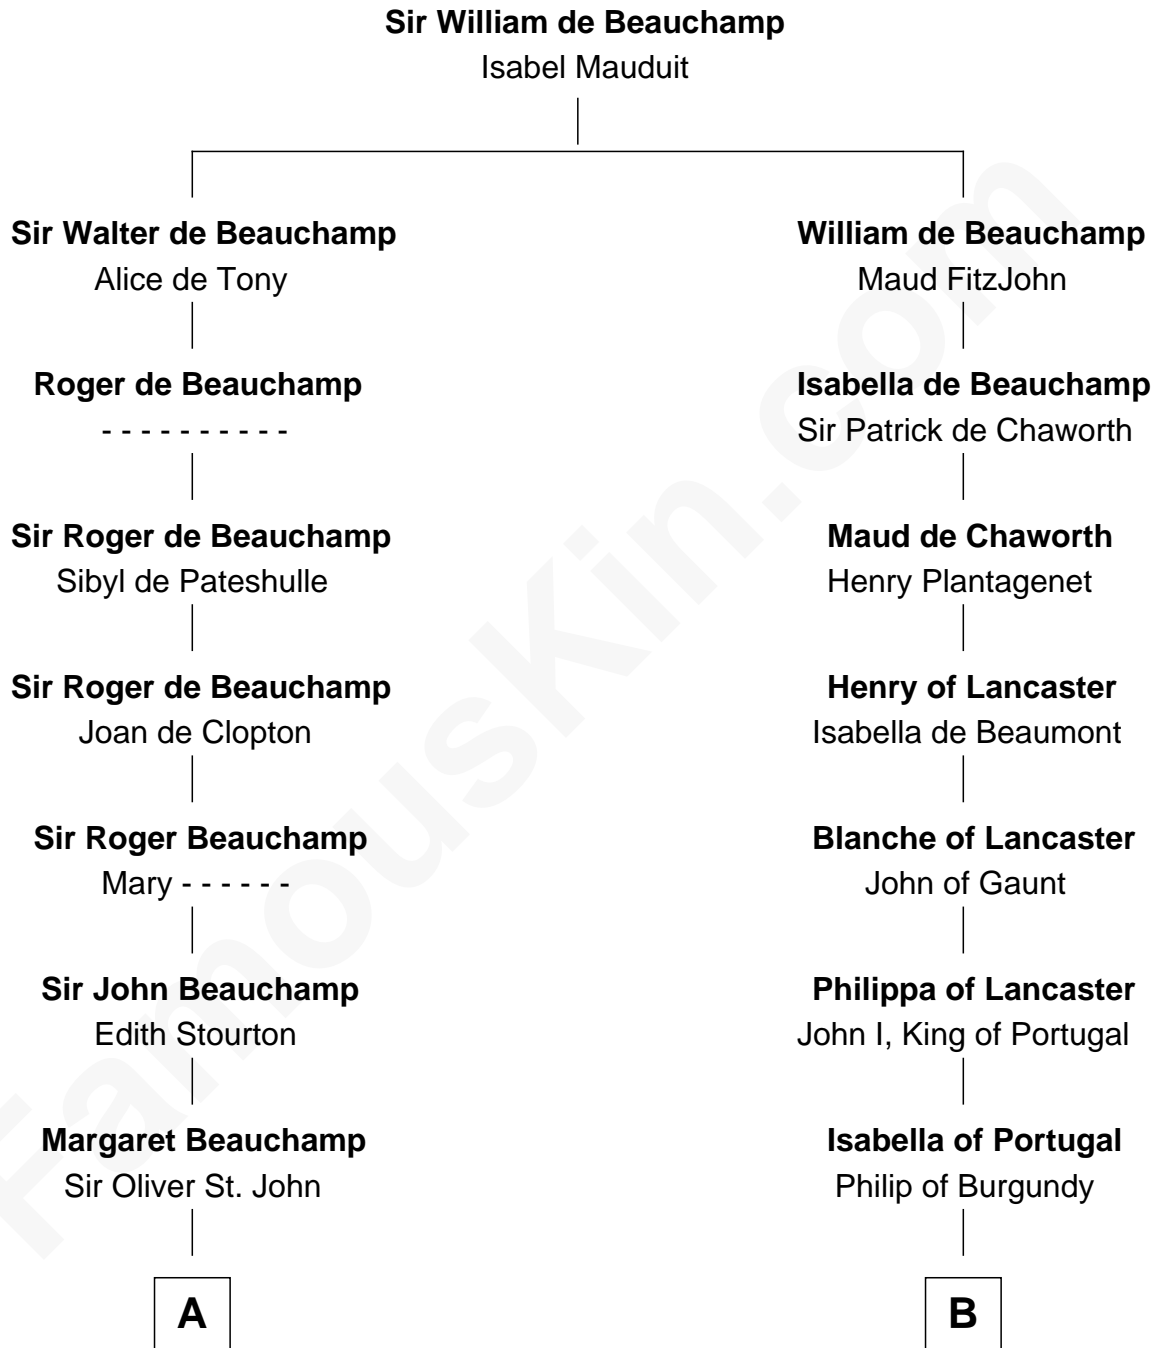 Sir William de Beauchamp
Isabel Mauduit
Sir Walter de Beauchamp
Alice de Tony
Roger de Beauchamp
- - - - - - - - - -
Sir Roger de Beauchamp
Sibyl de Pateshulle
Sir Roger de Beauchamp
Joan de Clopton
Sir Roger Beauchamp
Mary - - - - - -
Sir John Beauchamp
Edith Stourton
Margaret Beauchamp
Sir Oliver St. John
A
William de Beauchamp
Maud FitzJohn
Isabella de Beauchamp
Sir Patrick de Chaworth
Maud de Chaworth
Henry Plantagenet
Henry of Lancaster
Isabella de Beaumont
Blanche of Lancaster
John of Gaunt
Philippa of Lancaster
John I, King of Portugal
Isabella of Portugal
Philip of Burgundy
B
FamousKin.com